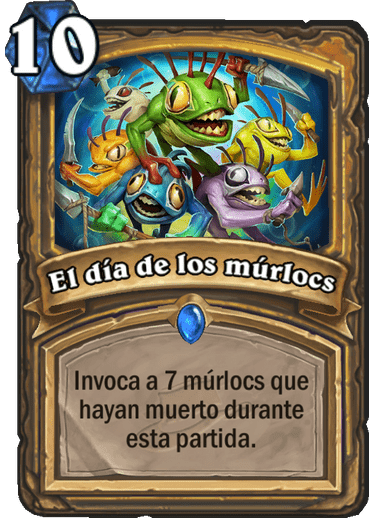 10
El día de los múrlocs
Invoca a 7 múrlocs que
hayan muerto durante
esta partida.